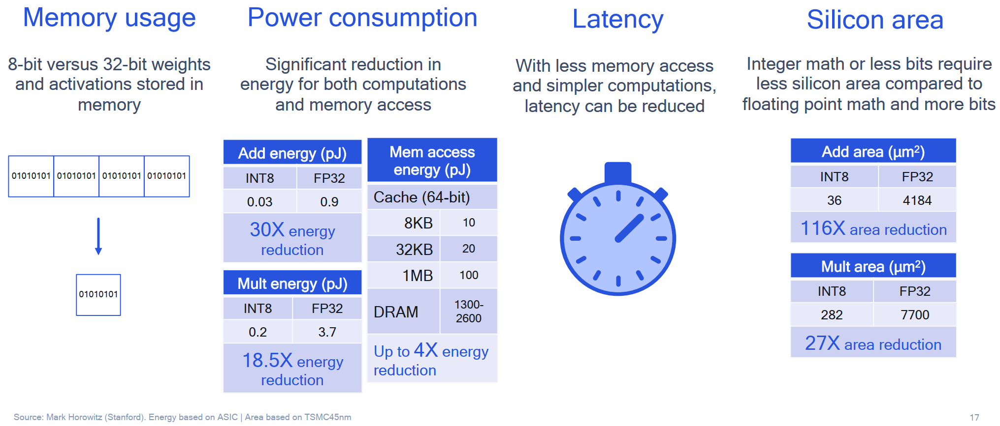 Memory usage
8-bit versus 32-bit weights
and activations stored in
memory
01010101 01010101 01010101 01010101
01010101
Power consumption
Significant reduction in
energy for both computations
and memory access
Add energy (pJ)
INT8 FP32
0.03 0.9
30X energy
reduction
Mult energy (pJ)
INT8 FP32
0.2 3.7
18.5X energy
reduction
Mem access
energy (pJ)
Cache (64-bit)
8KB 10
32KB 20
1MB 100
DRAM 1300-
2600
Up to 4X energy
reduction
Latency
With less memory access
and simpler computations,
latency can be reduced
Silicon area
Integer math or less bits require
less silicon area compared to
floating point math and more bits
Add area (µm²)
INT8 FP32
36 4184
116X area reduction
Mult area (µm²)
INT8 FP32
282 7700
27X area reduction
Source: Mark Horowitz (Stanford). Energy based on ASIC | Area based on TSMC45nm
17